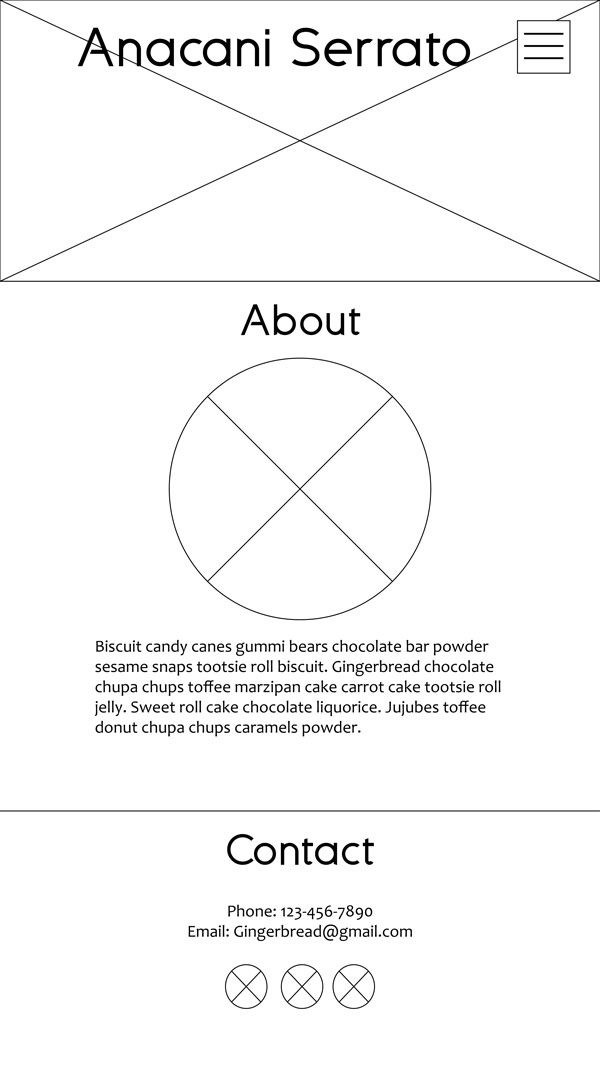 Anacani Serrato
About
Biscuit candy canes gummi bears chocolate bar powder
sesame snaps tootsie roll biscuit. Gingerbread chocolate
chupa chups toffee marzipan cake carrot cake tootsie roll
jelly. Sweet roll cake chocolate liquorice. Jujubes toffee
donut chupa chups caramels powder.
Contact
Phone: 123-456-7890
Email: Gingerbread@gmail.com